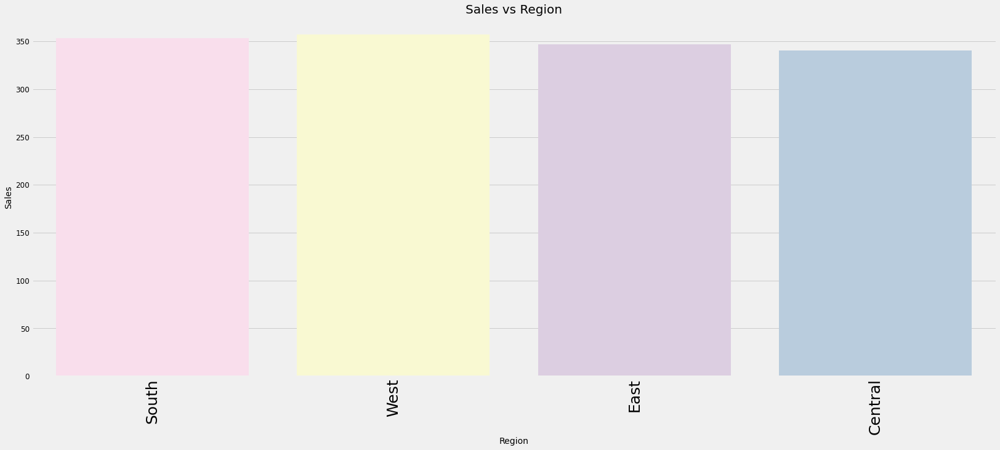 Sales vs Region
350
300
250
200
150
100
50
0
Sales
South
West
East
Central
Region